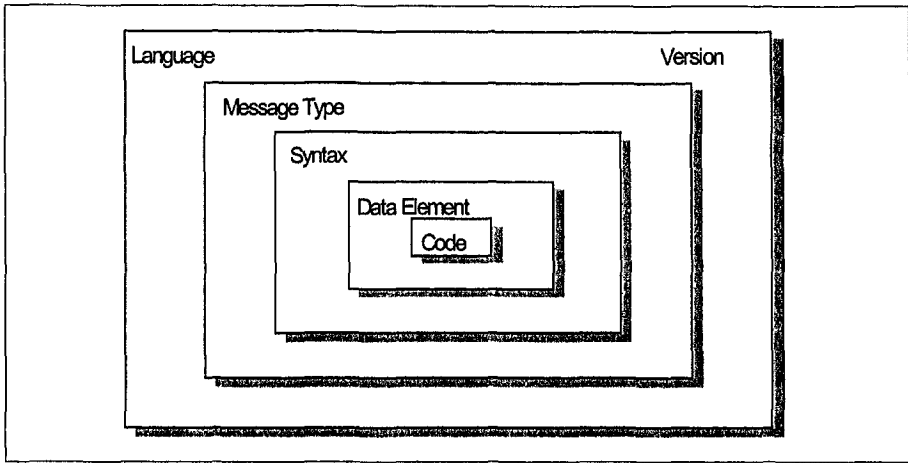 Language Version
Message Type
Syntax
Data Element
Code